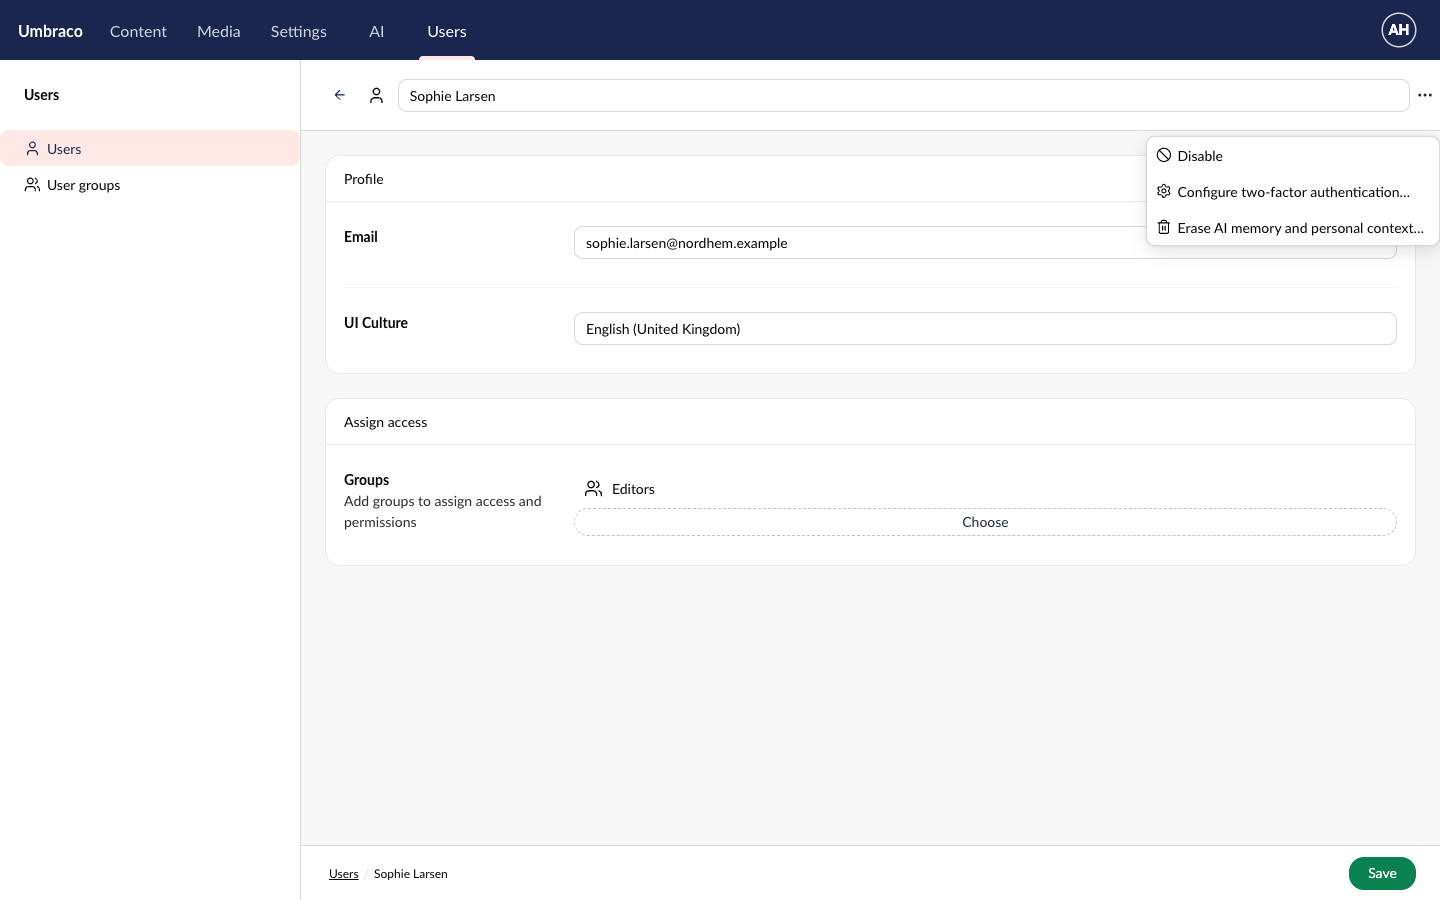 Umbraco
Content
Media
Settings
AI
Users
AH
Users
Users
User groups
Sophie Larsen
Disable
Configure two-factor authentication...
Erase AI memory and personal context...
Profile
Email
sophie.larsen@nordhem.example
UI Culture
English (United Kingdom)
Assign access
Groups
Add groups to assign access and
permissions
Editors
Choose
Users / Sophie Larsen
Save